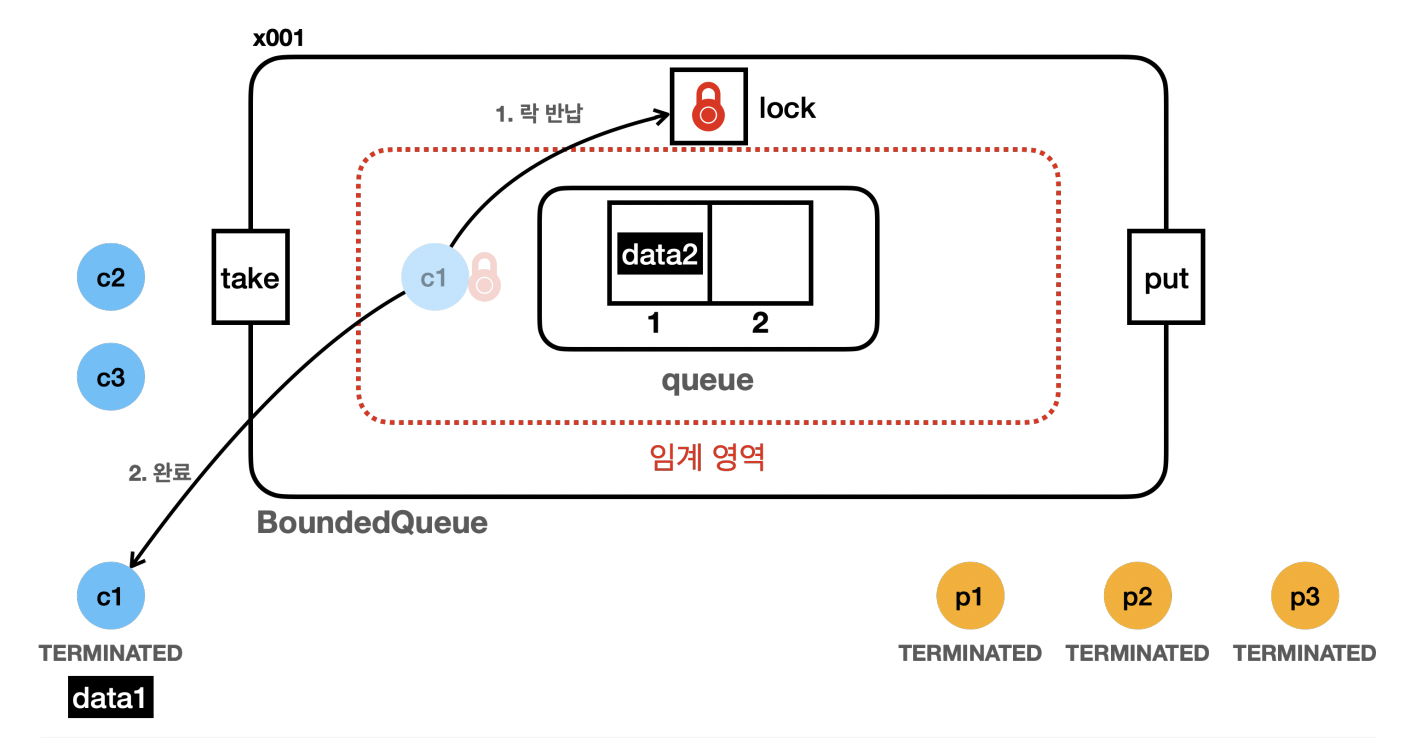 x001
1. 락 반납
lock
c2
take
c1
data2
put
1
2
c3
queue
임계 영역
2. 완료
BoundedQueue
c1
p1
p2
p3
TERMINATED
TERMINATED
TERMINATED
TERMINATED
data1